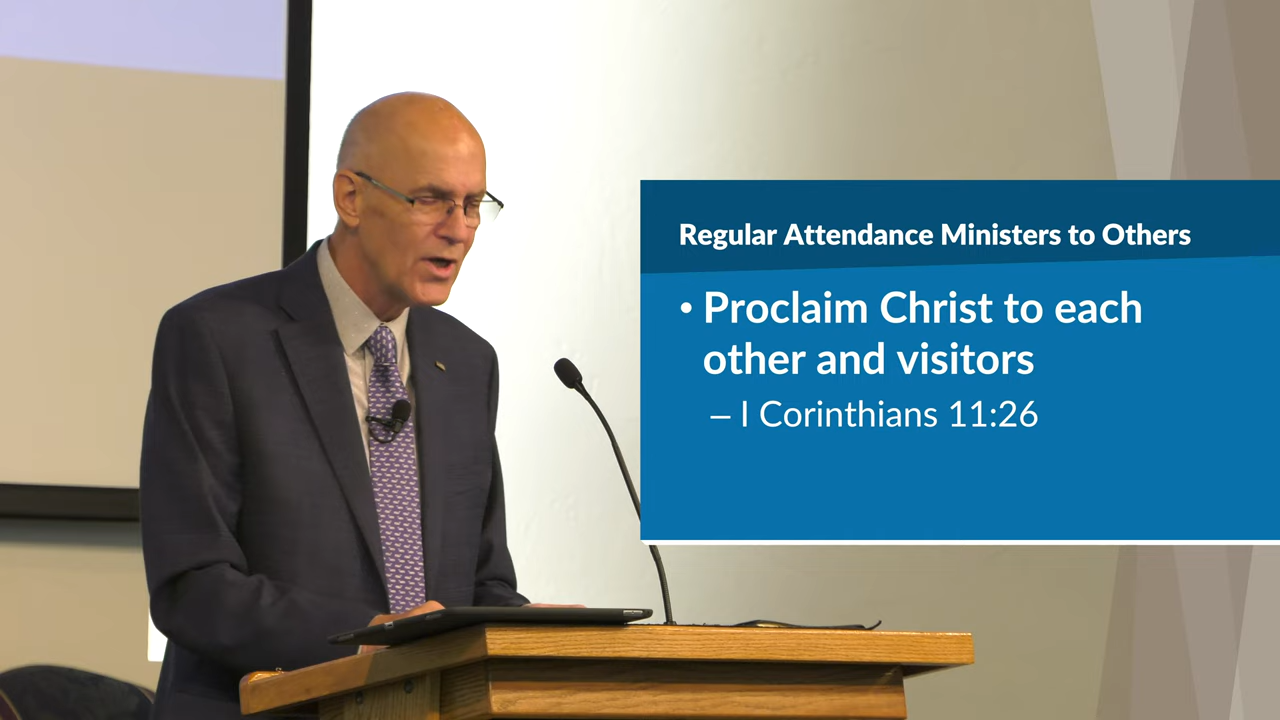 Regular Attendance Ministers to Others
• Proclaim Christ to each
other and visitors
– I Corinthians 11:26